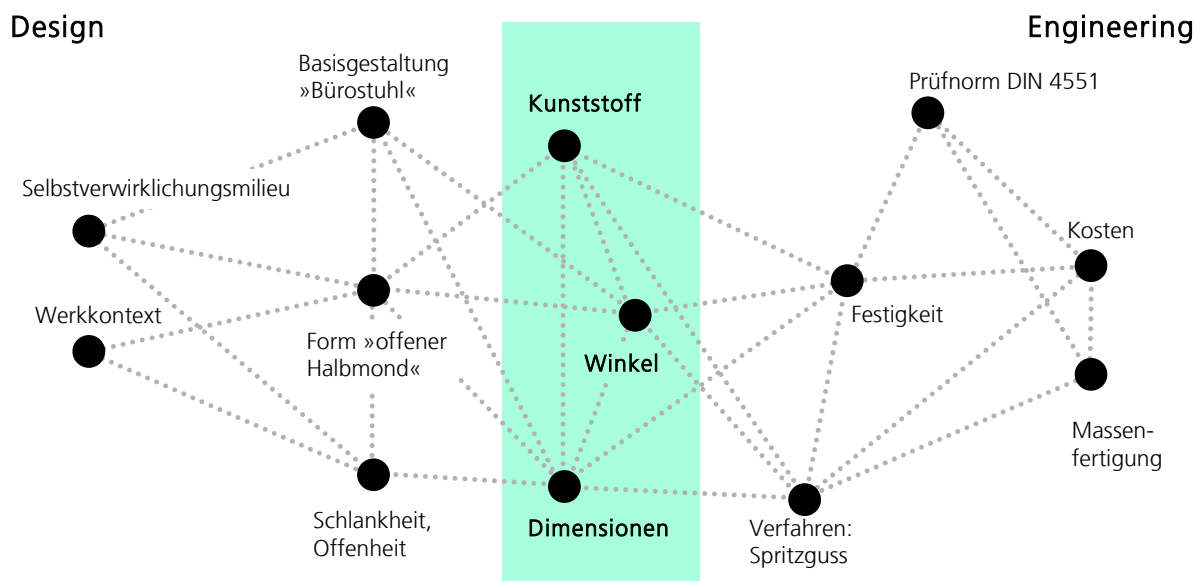 Design
Engineering
Basisgestaltung
»Bürostuhl«
Kunststoff
Prüfnorm DIN 4551
Selbstverwirklichungsmilieu
Kosten
Werkkontext
Form »offener
Halbmond«
Winkel
Festigkeit
Massen-
fertigung
Schlankheit,
Offenheit
Dimensionen
Verfahren:
Spritzguss